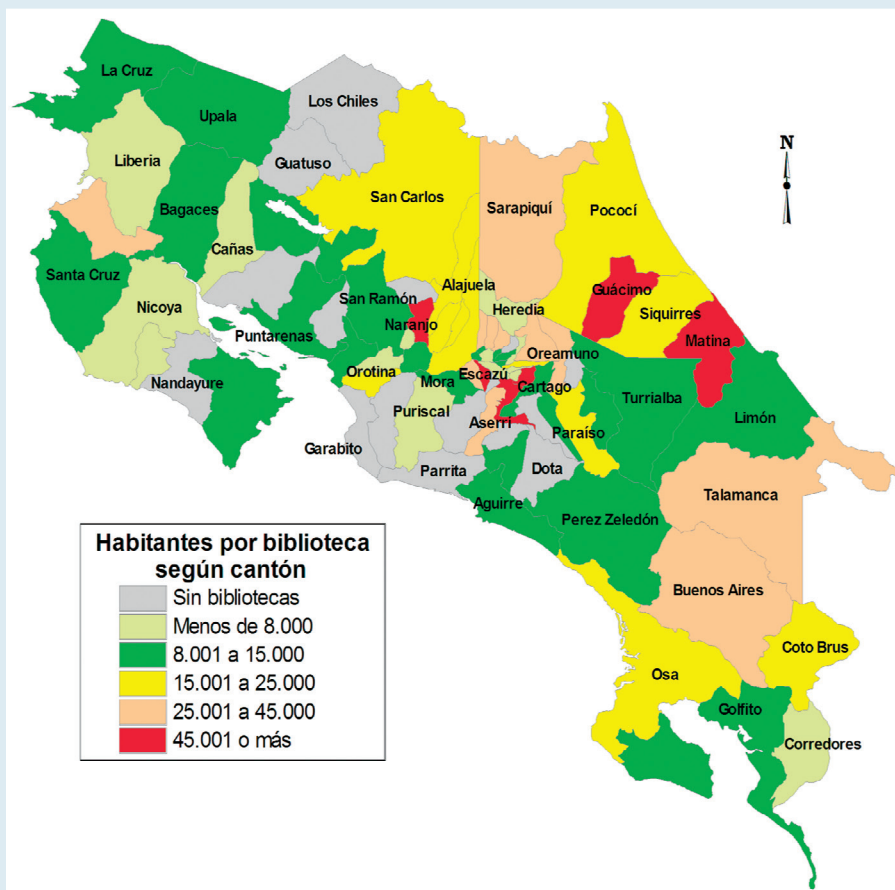 La Cruz
Upala
Los Chiles
Guatuso
Liberia
San Carlos
Sarapiquí
Pococí
N
Bagaces
Cañas
Santa Cruz
Alajuela
Guácimo
Siquirres
Nicoya
San Ramón
Naranjo
Heredia
Matina
Puntarenas
Oreamuno
Nandayure
Orotina
Mora
Escazú
Cartago
Turrialba
Limón
Puriscal
Aserrí
Paraíso
Garabito
Parrita
Dota
Talamanca
Aguirre
Perez Zeledón
Buenos Aires
Coto Brus
Osa
Golfito
Corredores
Habitantes por biblioteca
según cantón
Sin bibliotecas
Menos de 8.000
8.001 a 15.000
15.001 a 25.000
25.001 a 45.000
45.001 o más